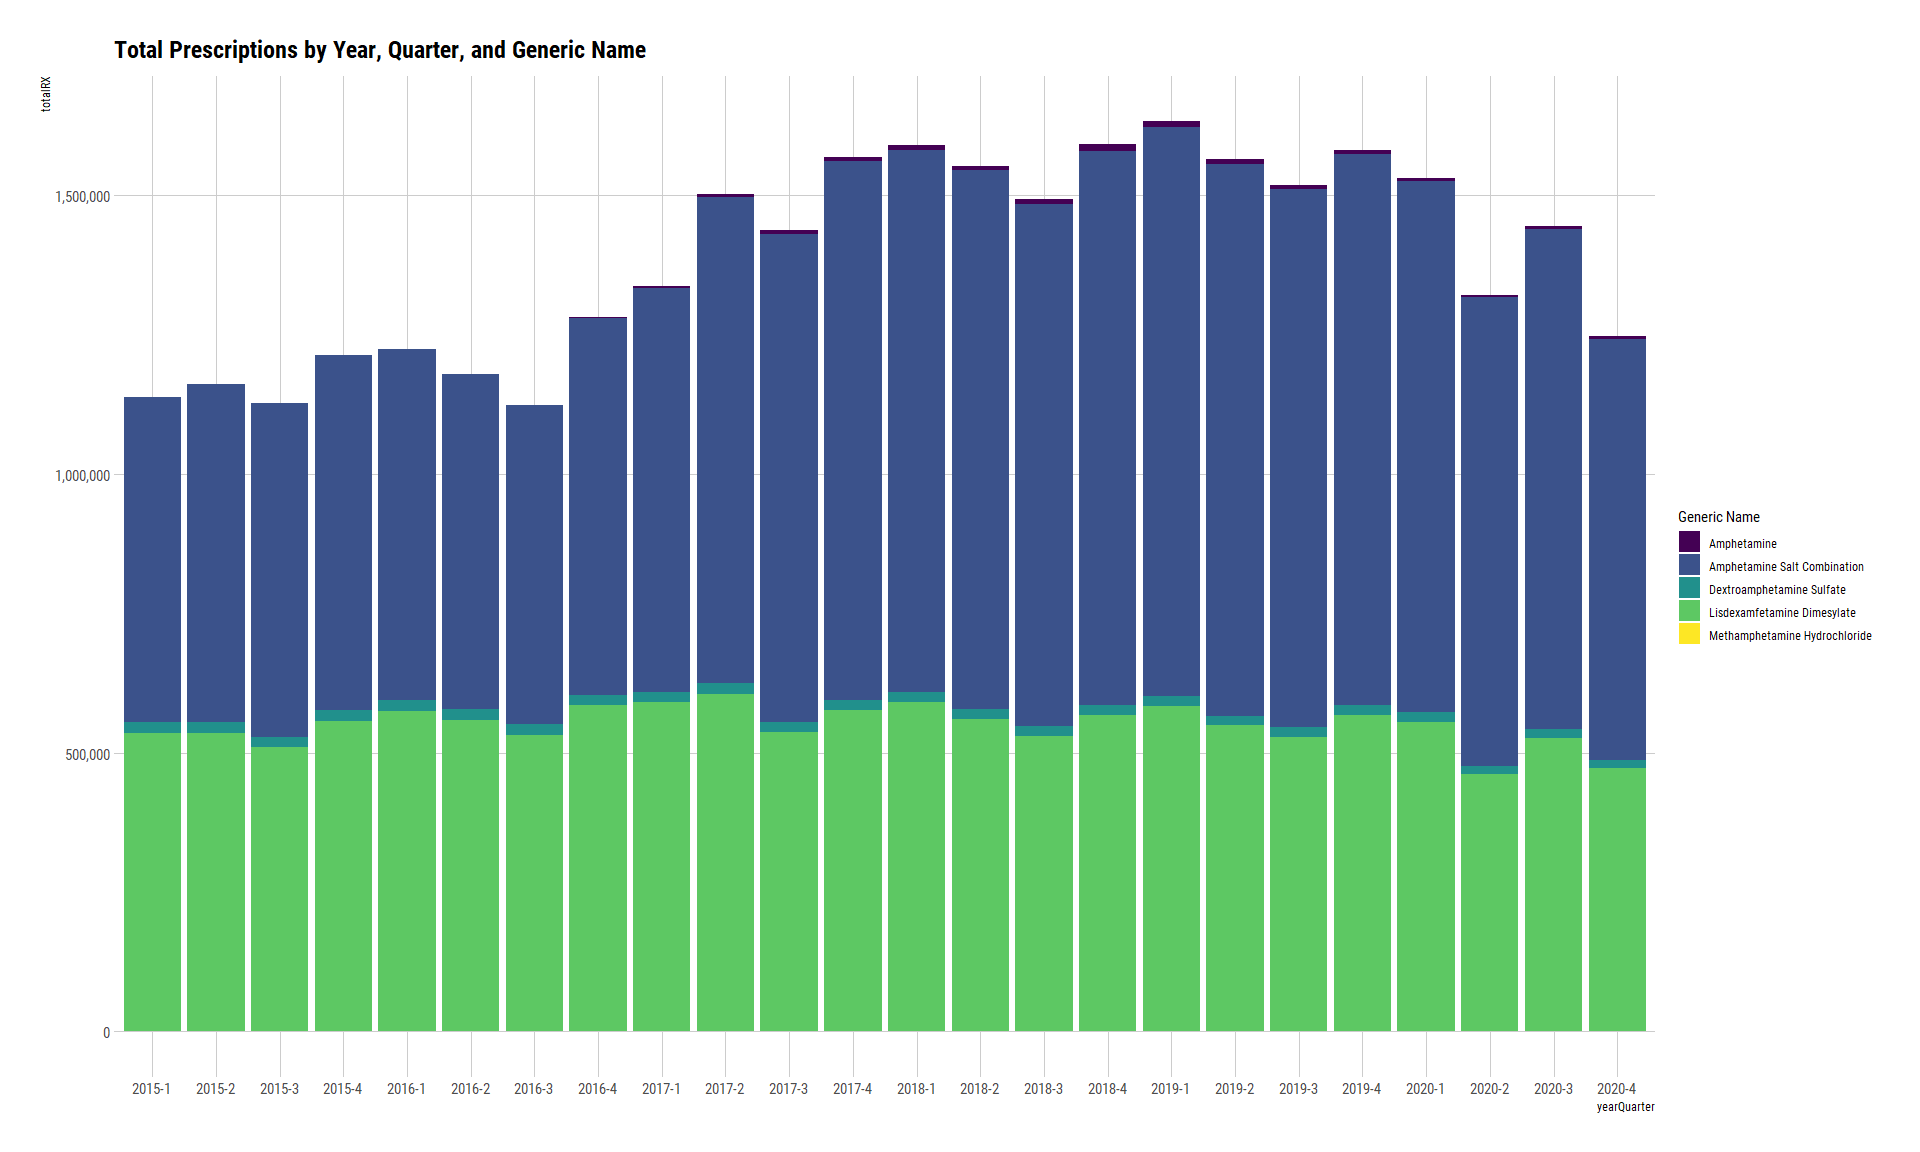 Total Prescriptions by Year, Quarter, and Generic Name
totalRX
1,500,000
1,000,000
500,000
0
2015-1 2015-2 2015-3 2015-4 2016-1 2016-2 2016-3 2016-4 2017-1 2017-2 2017-3 2017-4 2018-1 2018-2 2018-3 2018-4 2019-1 2019-2 2019-3 2019-4 2020-1 2020-2 2020-3 2020-4
yearQuarter
Generic Name
Amphetamine
Amphetamine Salt Combination
Dextroamphetamine Sulfate
Lisdexamfetamine Dimesylate
Methamphetamine Hydrochloride